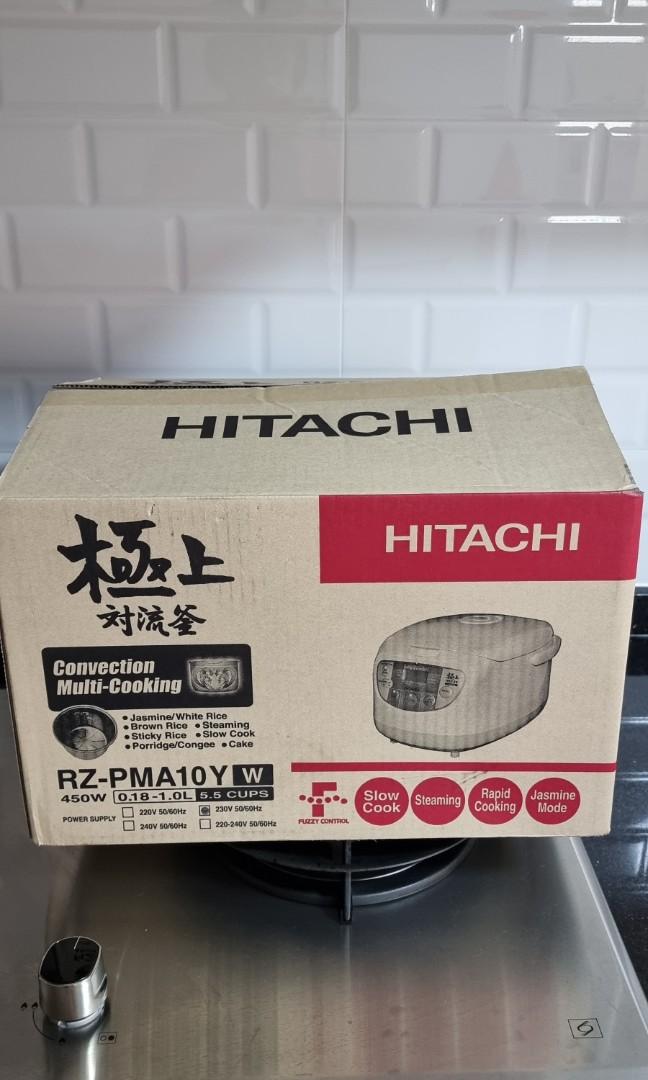 HITACHI
HITACHI
極上
対流釜
Convection
Multi-Cooking
• Jasmine/White Rice
• Brown Rice • Steaming
• Sticky Rice • Slow Cook
• Porridge/Congee • Cake
RZ-PMA10Y W
450W 0.18-1.0L 5.5 CUPS
POWER SUPPLY
220V 50/60Hz
230V 50/60Hz
240V 50/60Hz
220-240V 50/60Hz
FUZZY CONTROL
Slow
Cook
Steaming
Rapid
Cooking
Jasmine
Mode
極上